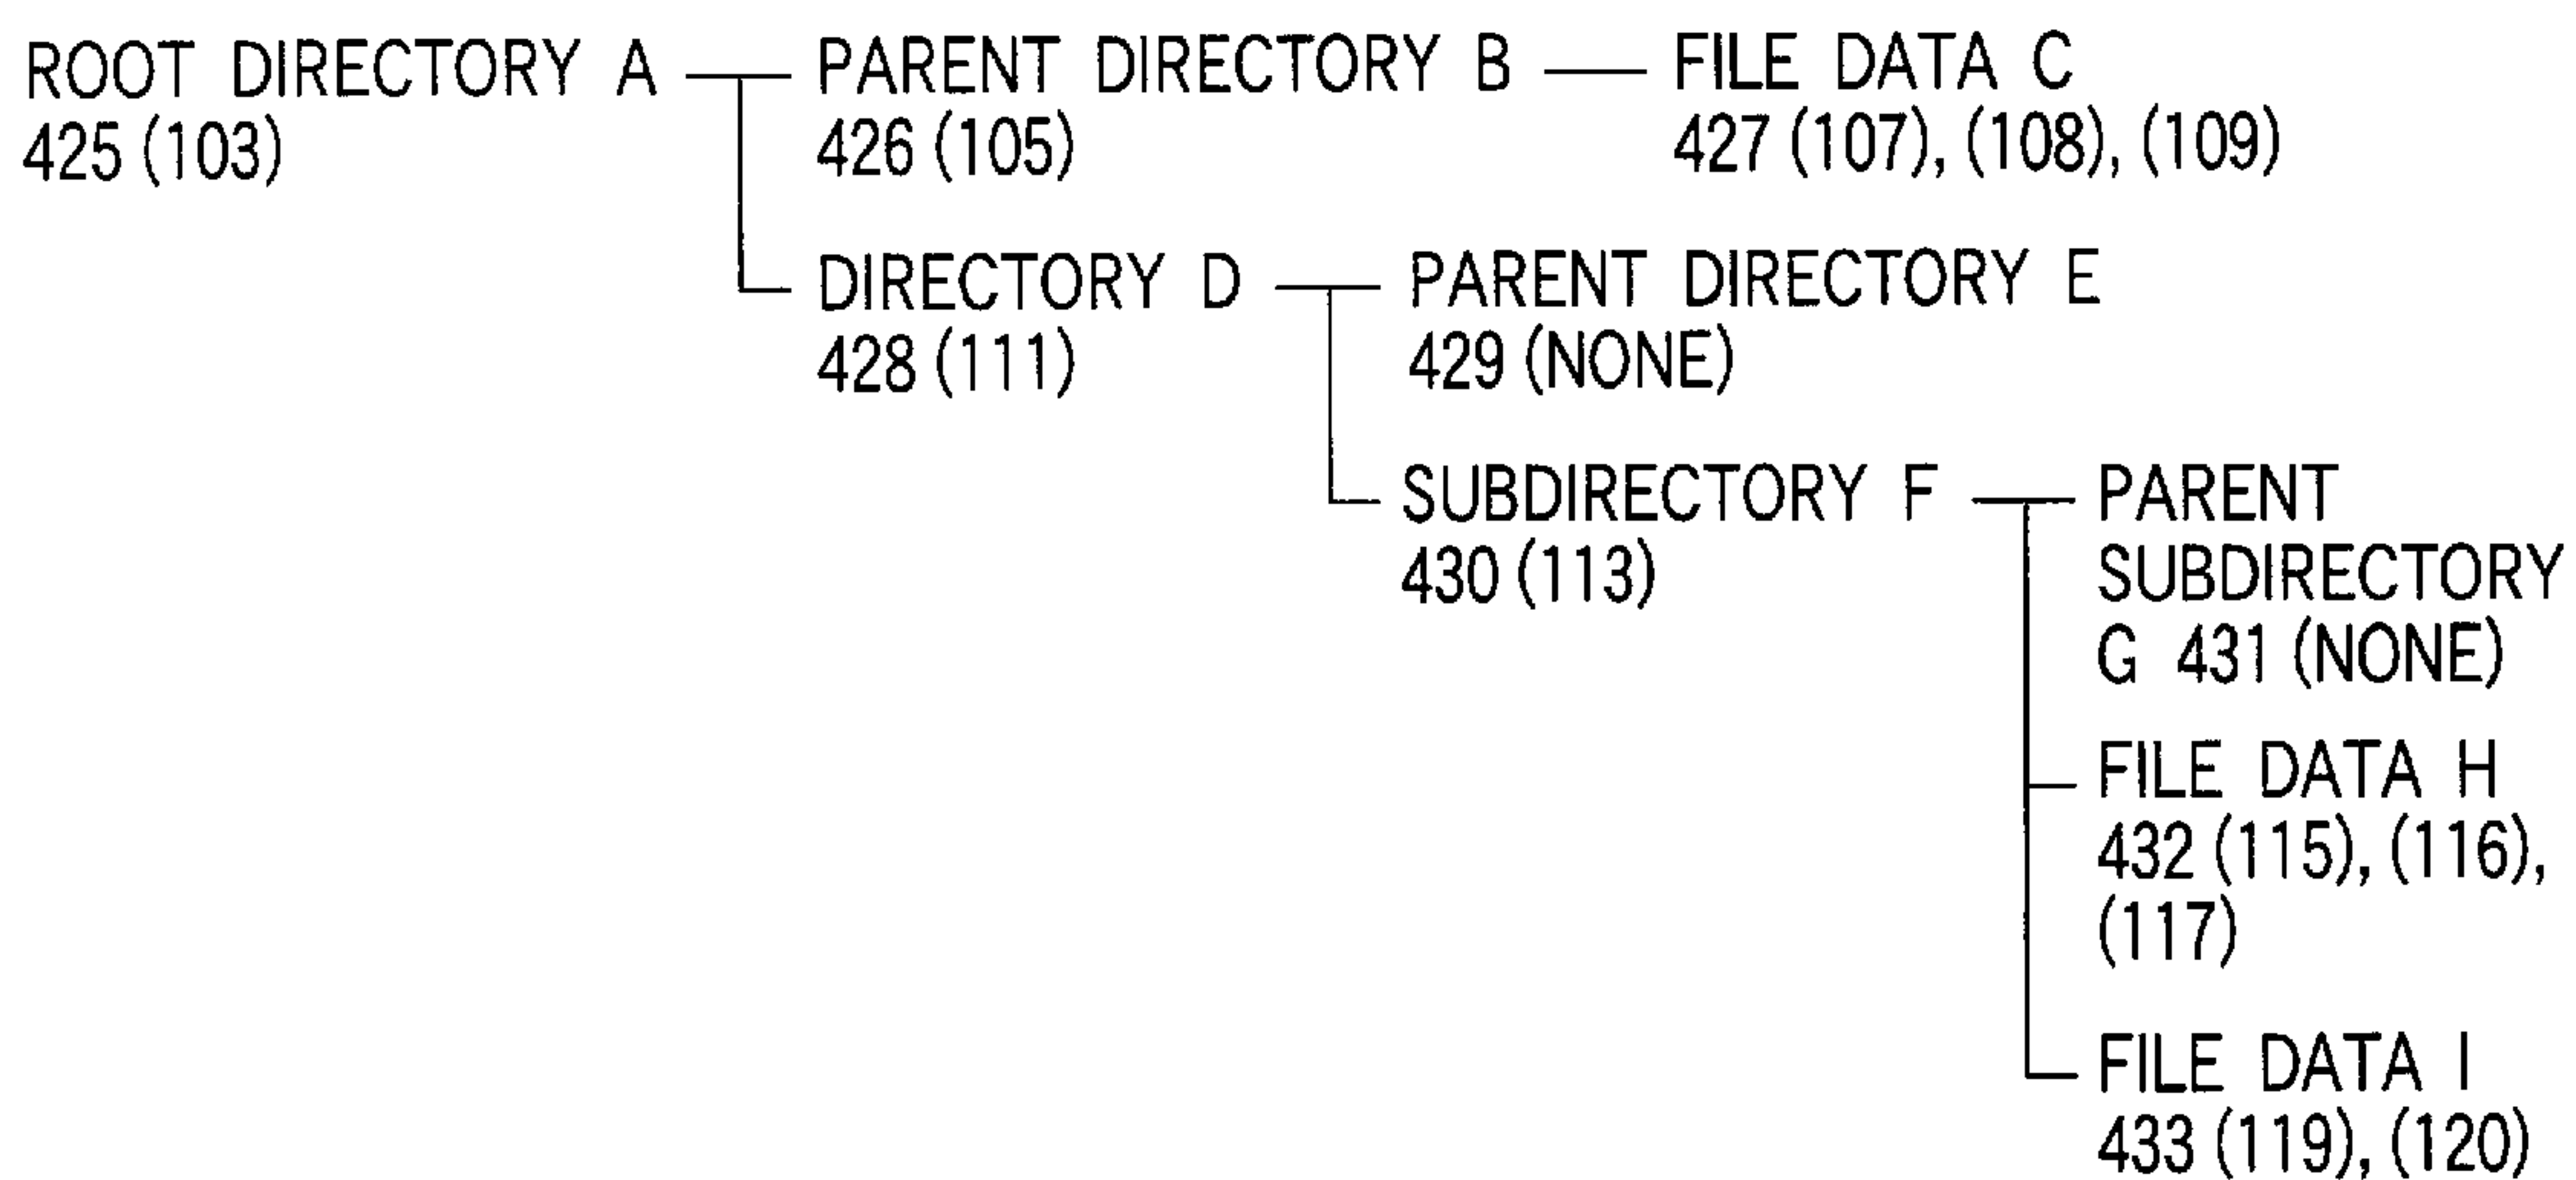 ROOT DIRECTORY A
425 (103)
PARENT DIRECTORY B
426 (105)
FILE DATA C
427 (107), (108), (109)
DIRECTORY D
428 (111)
PARENT DIRECTORY E
429 (NONE)
SUBDIRECTORY F
430 (113)
PARENT
SUBDIRECTORY
G 431 (NONE)
FILE DATA H
432 (115), (116),
(117)
FILE DATA I
433 (119), (120)